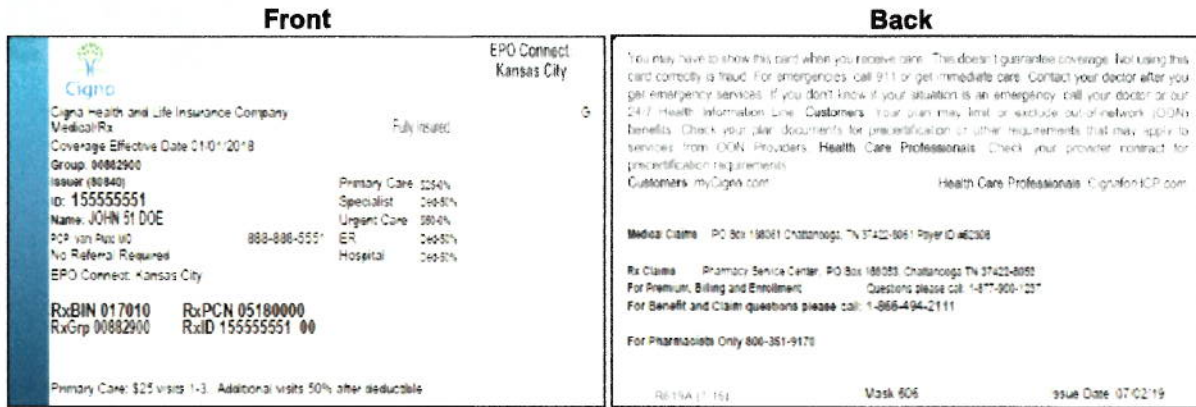 Front
EPO Connect
Kansas City
Cigna
Cigna Health and Life Insurance Company
G
Medical/Rx
Fully Insured
Coverage Effective Date 01/01/2018
Group: 00882900
Issuer (80840)
ID: 155555551
Name: JOHN 51 DOE
PCP:
888-888-5551
No Referral Required
EPO Connect: Kansas City
Primary Care
Specialist Ded-50%
Urgent Care
ER Ded-50%
Hospital Ded-50%
RxBIN 017010 RxPCN 05180000
RxGrp 00882900 RxID 155555551 00
Primary Care: $25 visits 1-3. Additional visits 50% after deductible
Back
You may have to show this card when you receive care. This doesn't guarantee coverage. Not using this
card correctly is fraud. For emergencies, call 911 or get immediate care. Contact your doctor after you
get emergency services. If you don't know if your situation is an emergency, call your doctor or our
24/7 Health Information Line. Customers: Your plan may limit or exclude out-of-network (OON)
benefits. Check your plan documents for precertification or other requirements that may apply to
services from OON Providers. Health Care Professionals: Check your provider contract for
precertification requirements.
Customers: myCigna.com Health Care Professionals: CignaforHCP.com
Medical Claims PO Box 188061 Chattanooga, TN 37422-8061 Payer ID #62308
Rx Claims Pharmacy Service Center, PO Box 188053, Chattanooga TN
For Premium, Billing and Enrollment Questions please call: 1-877-900-1237
For Benefit and Claim questions please call: 1-866-494-2111
For Pharmacists Only 800-351-9170
Mask 606
Issue Date 07/02/19